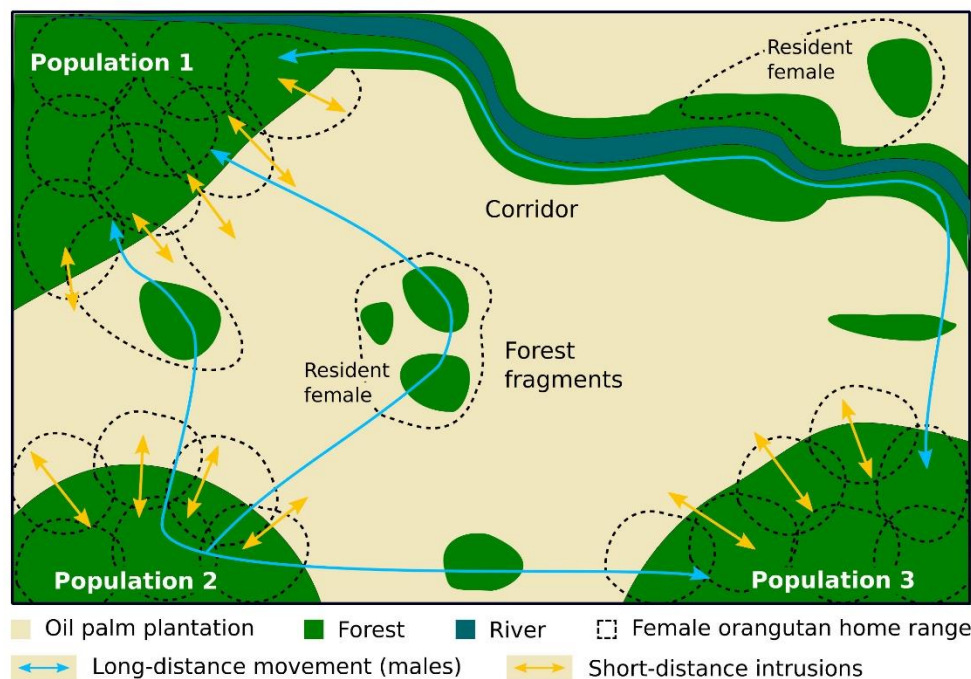 Population 1
Resident
female
Corridor
Resident
female
Forest
fragments
Population 2
Population 3
Oil palm plantation
Forest
River
Female orangutan home range
Long-distance movement (males)
Short-distance intrusions